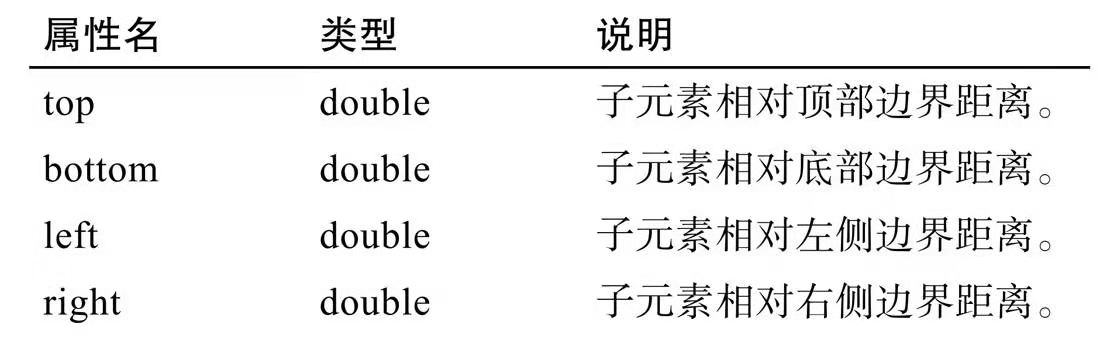 属性名 类型 说明
top double 子元素相对顶部边界距离。
bottom double 子元素相对底部边界距离。
left double 子元素相对左侧边界距离。
right double 子元素相对右侧边界距离。